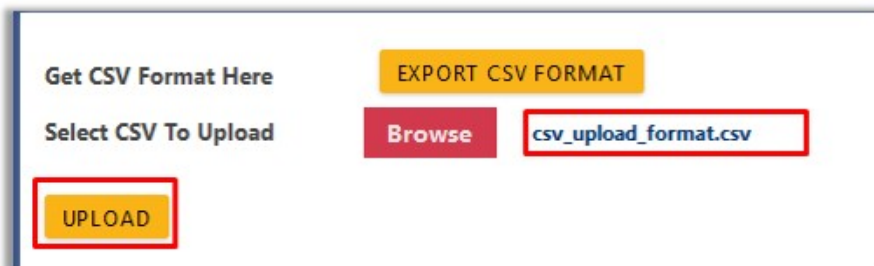 Get CSV Format Here EXPORT CSV FORMAT
Select CSV To Upload Browse csv_upload_format.csv
UPLOAD